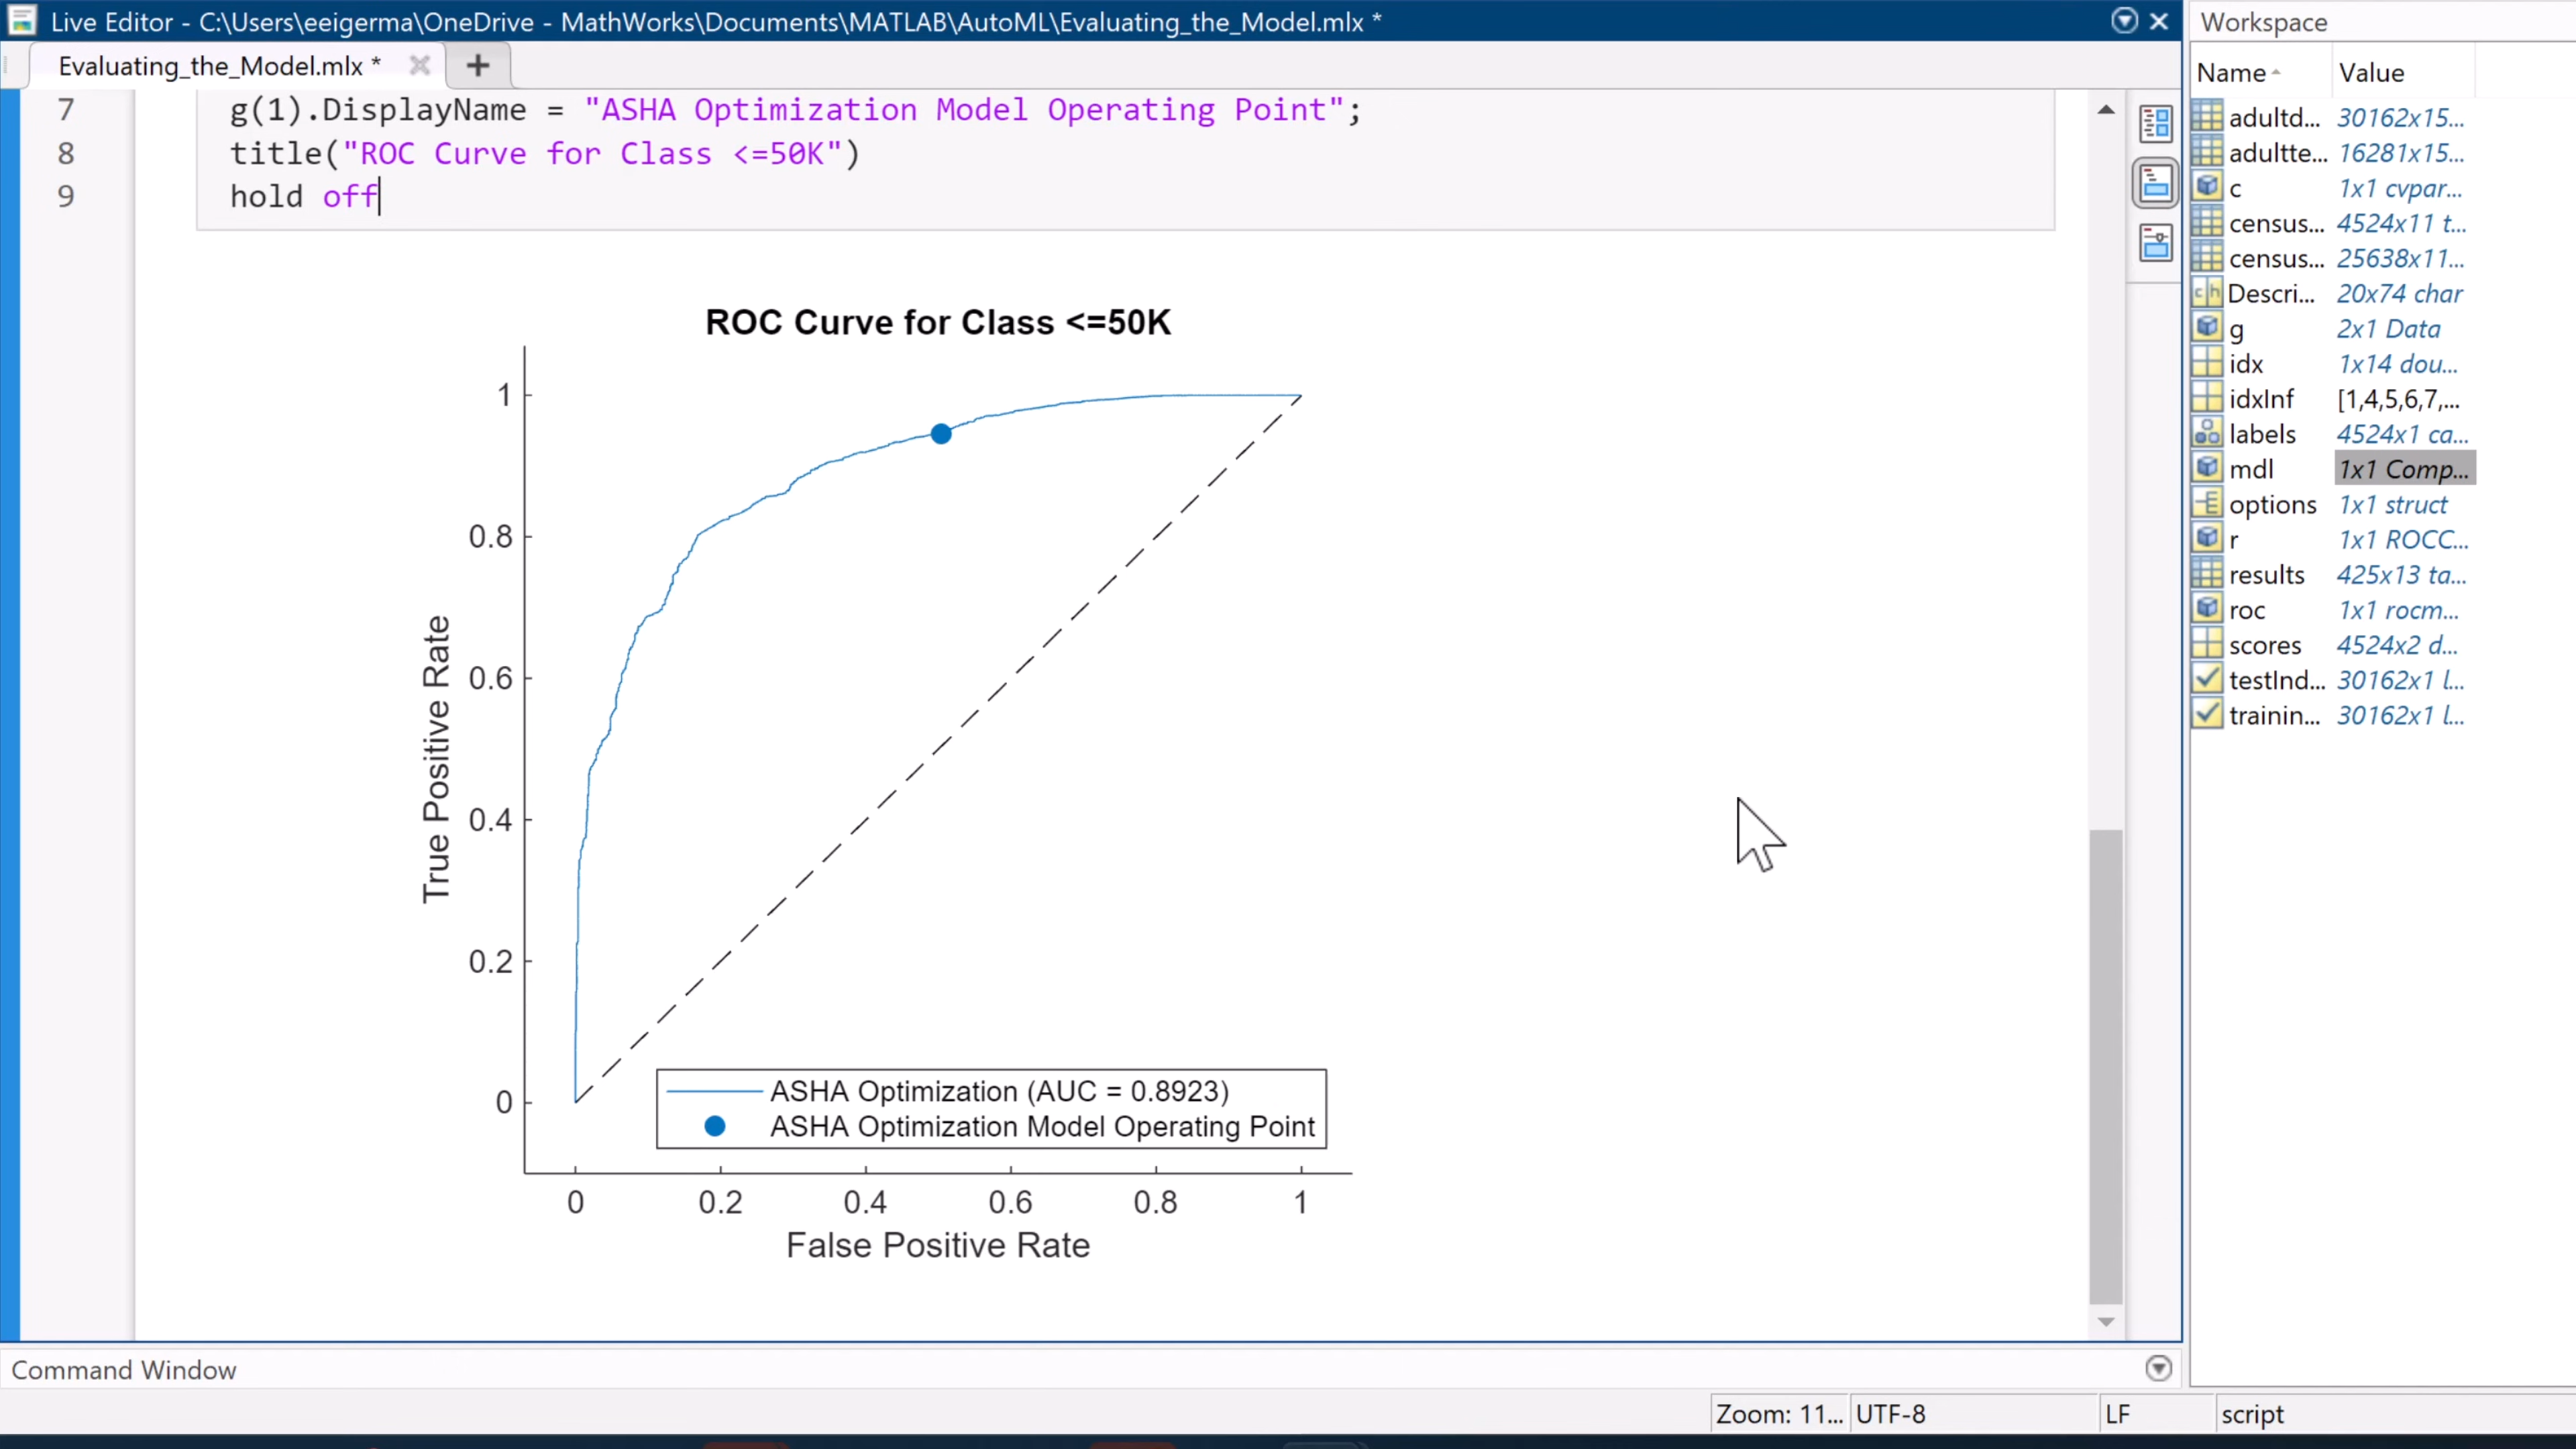 Live Editor - C:\Users\eeigerma\OneDrive - MathWorks\Documents\MATLAB\AutoML\Evaluating_the_Model.mlx *
Evaluating_the_Model.mlx *
7 g(1).DisplayName = "ASHA Optimization Model Operating Point";
8 title("ROC Curve for Class <=50K")
9 hold off
ROC Curve for Class <=50K
True Positive Rate
1
0.8
0.6
0.4
0.2
0
ASHA Optimization (AUC = 0.8923)
ASHA Optimization Model Operating Point
0 0.2 0.4 0.6 0.8 1
False Positive Rate
Command Window
Workspace
Name Value
adultd... 30162x15...
adultte... 16281x15...
c 1x1 cvpar...
census... 4524x11 t...
census... 25638x11...
Descri... 20x74 char
g 2x1 Data
idx 1x14 dou...
idxInf [1,4,5,6,7,...
labels 4524x1 ca...
mdl 1x1 Comp...
options 1x1 struct
r 1x1 ROCC...
results 425x13 ta...
roc 1x1 rocm...
scores 4524x2 d...
testInd... 30162x1 l...
trainin... 30162x1 l...
Zoom: 11... UTF-8 LF script